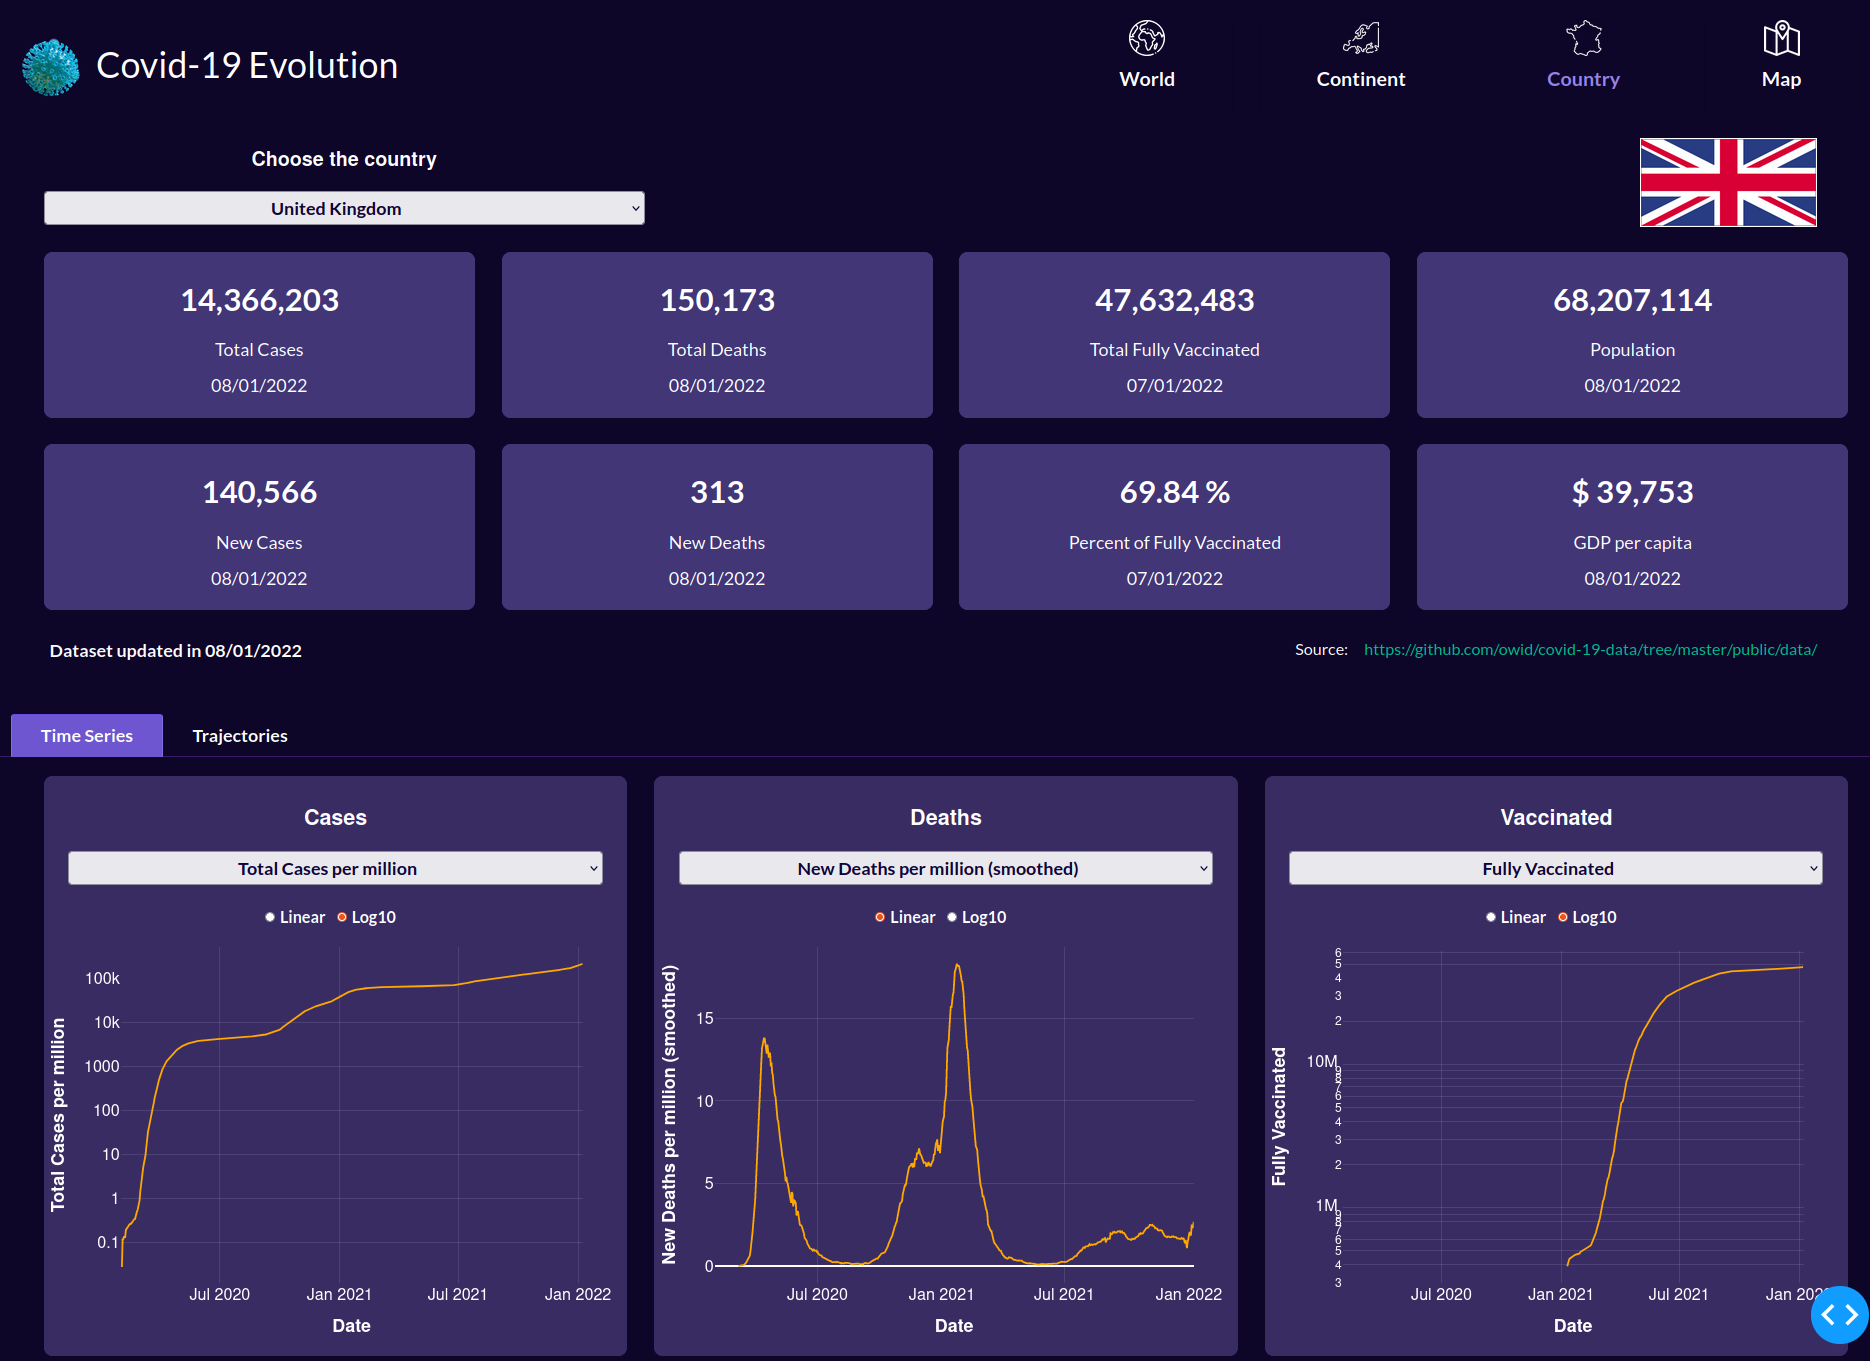 Covid-19 Evolution
World
Continent
Country
Map
Choose the country
United Kingdom
14,366,203
Total Cases
08/01/2022
150,173
Total Deaths
08/01/2022
47,632,483
Total Fully Vaccinated
07/01/2022
68,207,114
Population
08/01/2022
140,566
New Cases
08/01/2022
313
New Deaths
08/01/2022
69.84 %
Percent of Fully Vaccinated
07/01/2022
$ 39,753
GDP per capita
08/01/2022
Dataset updated in 08/01/2022
Source: https://github.com/owid/covid-19-data/tree/master/public/data/
Time Series
Trajectories
Cases
Total Cases per million
Linear Log10
Total Cases per million
100k
10k
1000
100
10
1
0.1
Jul 2020 Jan 2021 Jul 2021 Jan 2022
Date
Deaths
New Deaths per million (smoothed)
Linear Log10
New Deaths per million (smoothed)
15
10
5
0
Jul 2020 Jan 2021 Jul 2021 Jan 2022
Date
Vaccinated
Fully Vaccinated
Linear Log10
Fully Vaccinated
6
5
4
3
2
10M
9
8
7
6
5
4
3
2
1M
9
8
7
6
5
4
3
Jul 2020 Jan 2021 Jul 2021 Jan 202
Date